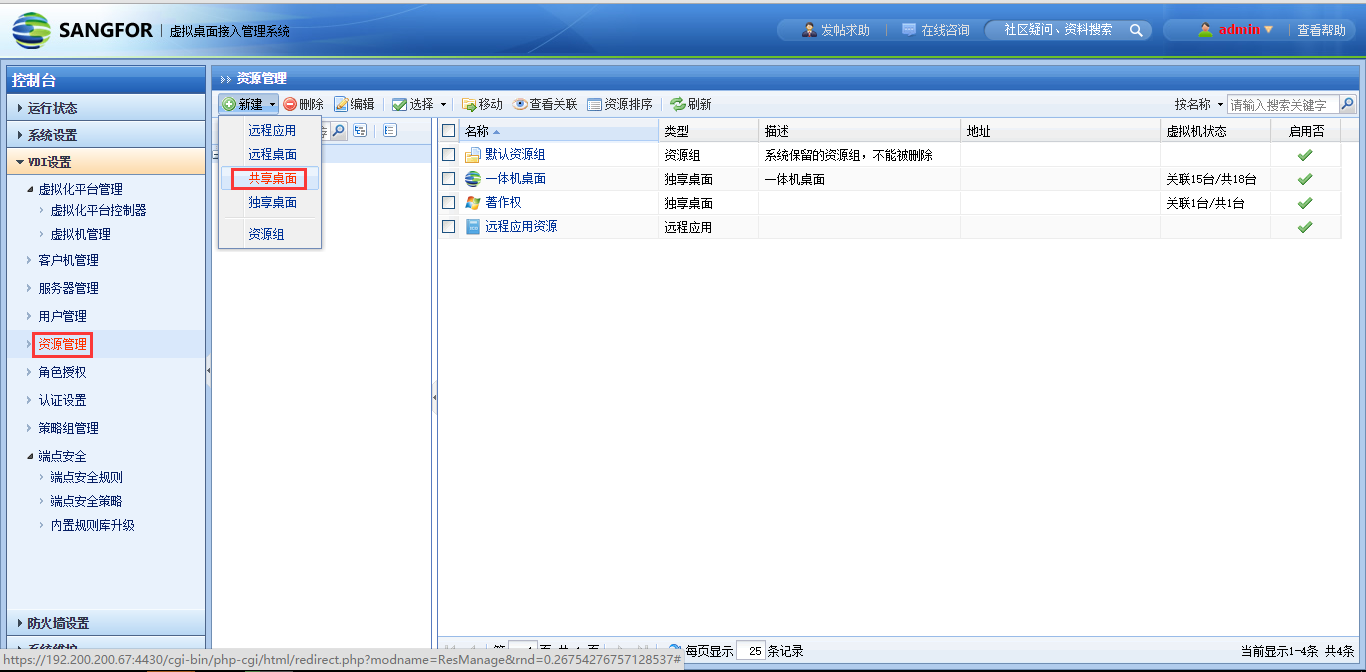 SANGFOR 虚拟桌面接入管理系统 发帖求助 在线咨询 社区疑问、资料搜索 admin 查看帮助
控制台
运行状态
系统设置
VDI设置
虚拟化平台管理
虚拟化平台控制器
虚拟机管理
客户机管理
服务器管理
用户管理
资源管理
角色授权
认证设置
策略组管理
端点安全
端点安全规则
端点安全策略
内置规则库升级
防火墙设置
系统维护
资源管理
新建 删除 编辑 选择 移动 查看关联 资源排序 刷新 按名称 请输入搜索关键字
远程应用
远程桌面
共享桌面
独享桌面
资源组
名称 类型 描述 地址 虚拟机状态 启用否
默认资源组 资源组 系统保留的资源组，不能被删除
一体机桌面 独享桌面 一体机桌面 关联15台/共18台
著作权 独享桌面 关联1台/共1台
远程应用资源 远程应用
每页显示 25 条记录 当前显示1-4条 共4条
https://192.200.200.67:4430/cgi-bin/php-cgi/html/redirect.php?modname=ResManage&rnd=0.26754276757128537#